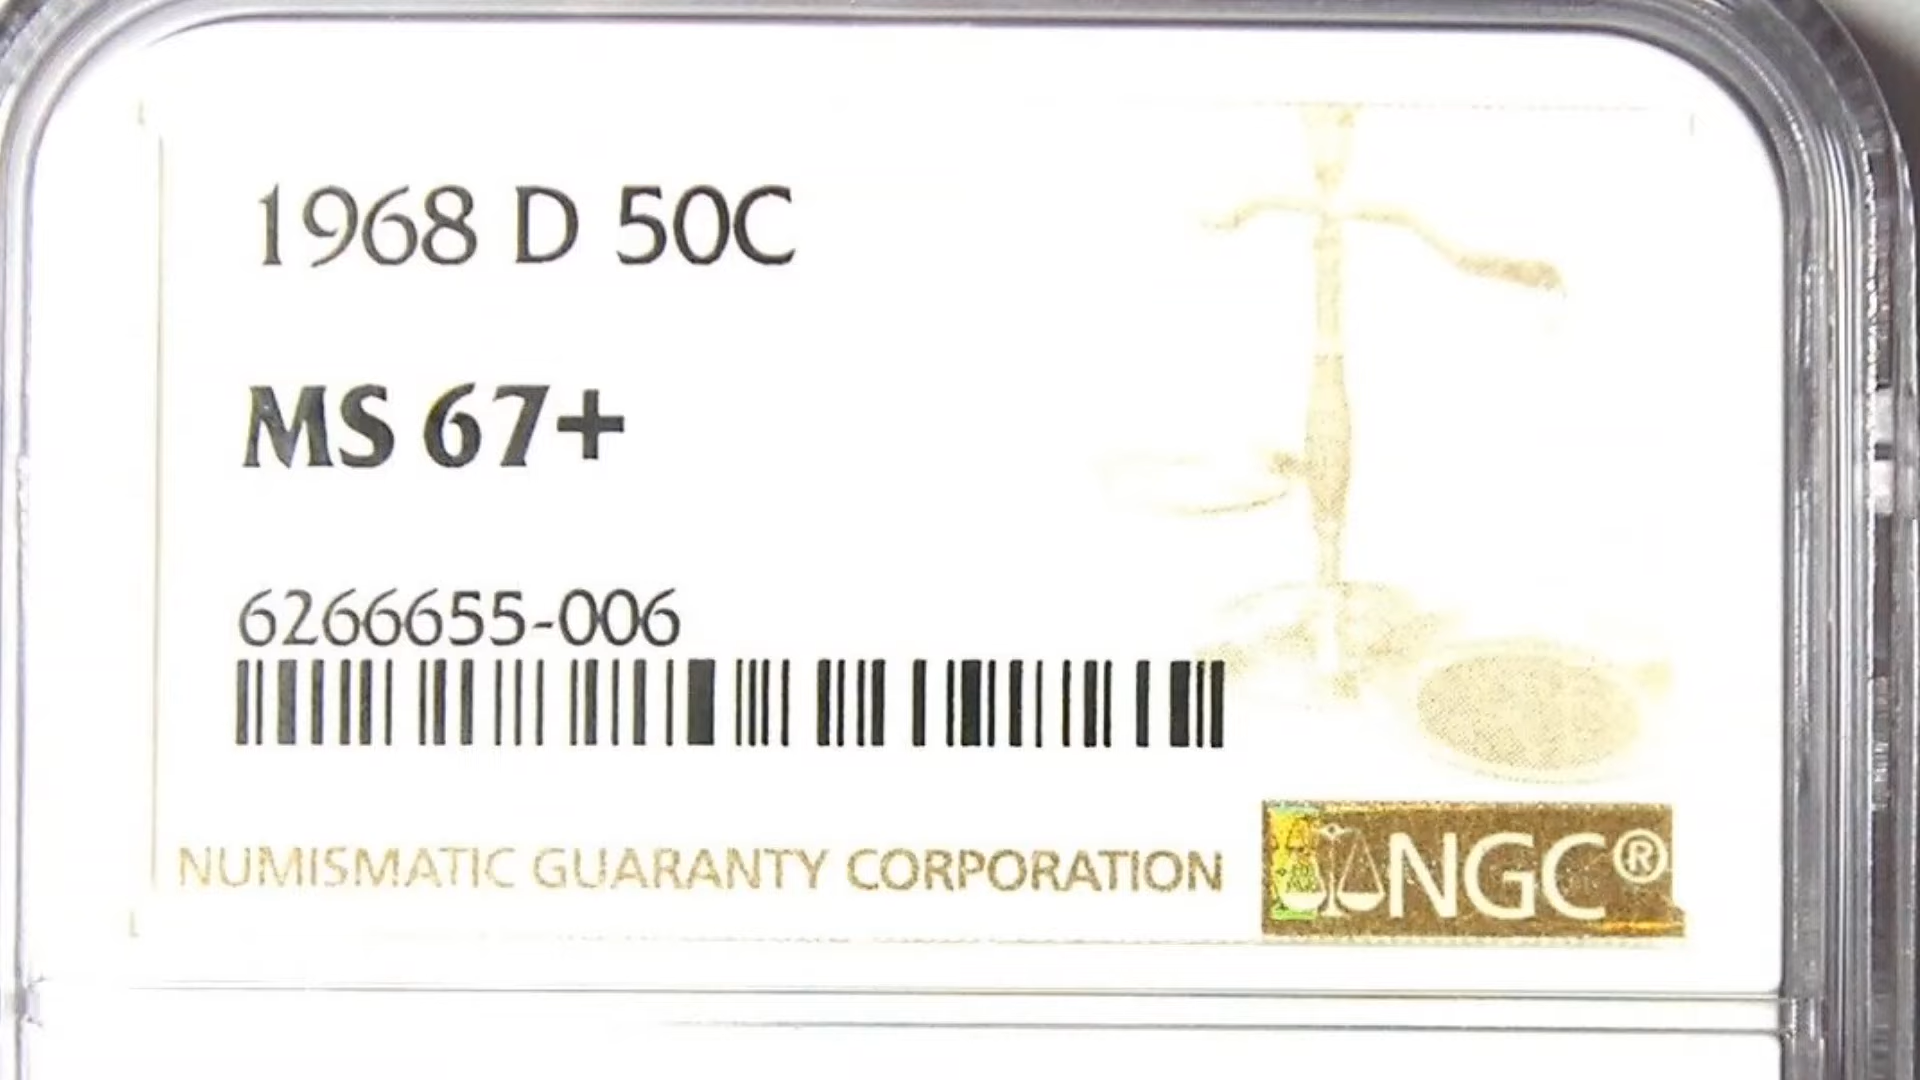 1968 D 50C
MS 67+
6266655-006
NUMISMATIC GUARANTY CORPORATION
NGC®